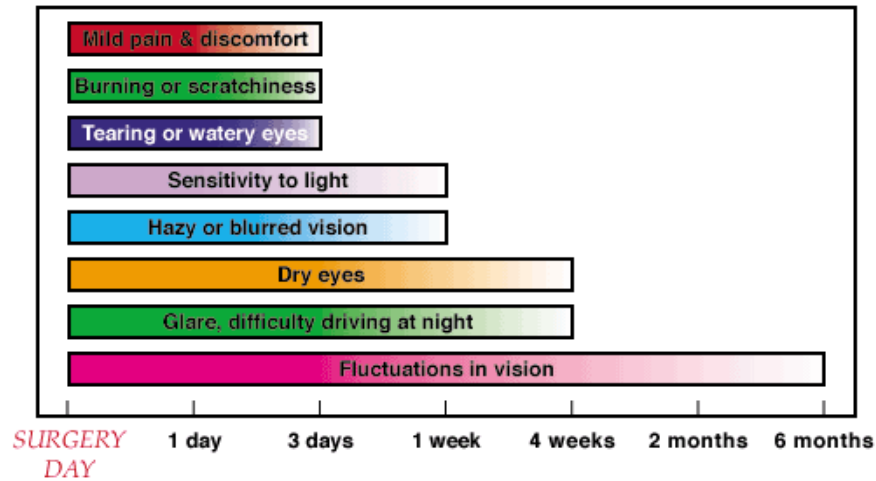 Mild pain & discomfort
Burning or scratchiness
Tearing or watery eyes
Sensitivity to light
Hazy or blurred vision
Dry eyes
Glare, difficulty driving at night
Fluctuations in vision
SURGERY DAY 1 day 3 days 1 week 4 weeks 2 months 6 months